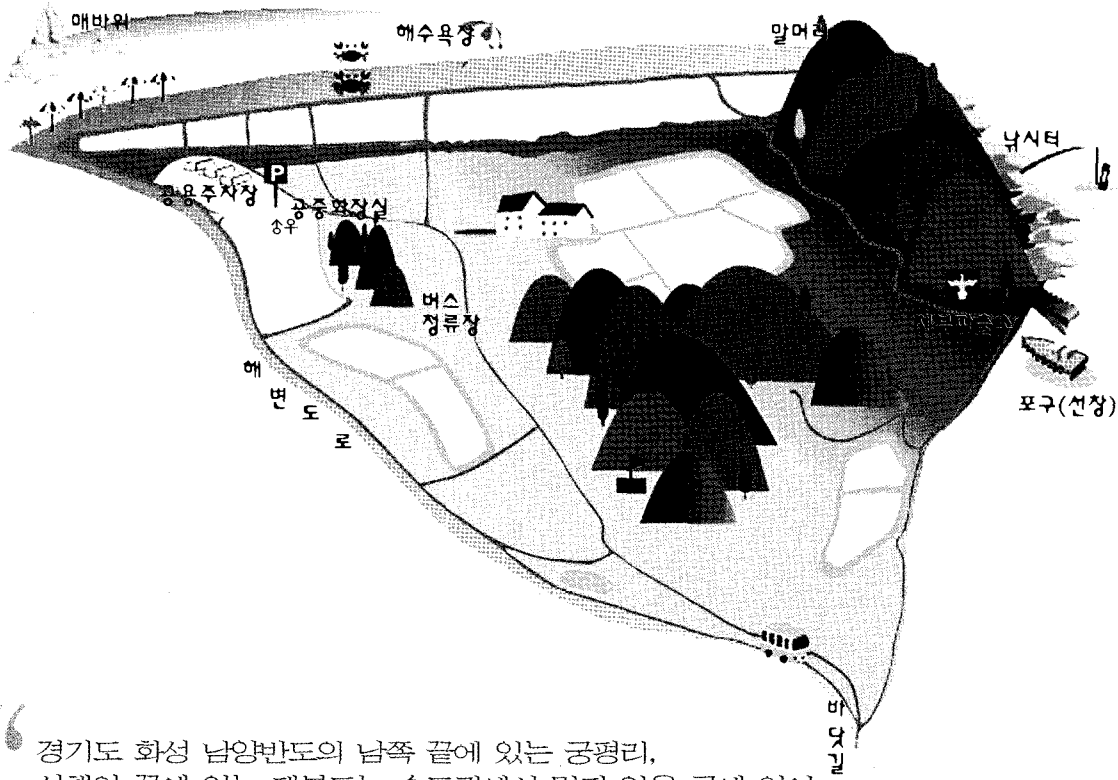 매바위
해수욕장
말머리
낚시터
P
공용주차장
공중화장실
승우
버스
정류장
포구(선창)
해
변
도
로
바
닷
길
경기도 화성 남양반도의 남쪽 끝에 있는 궁평리,